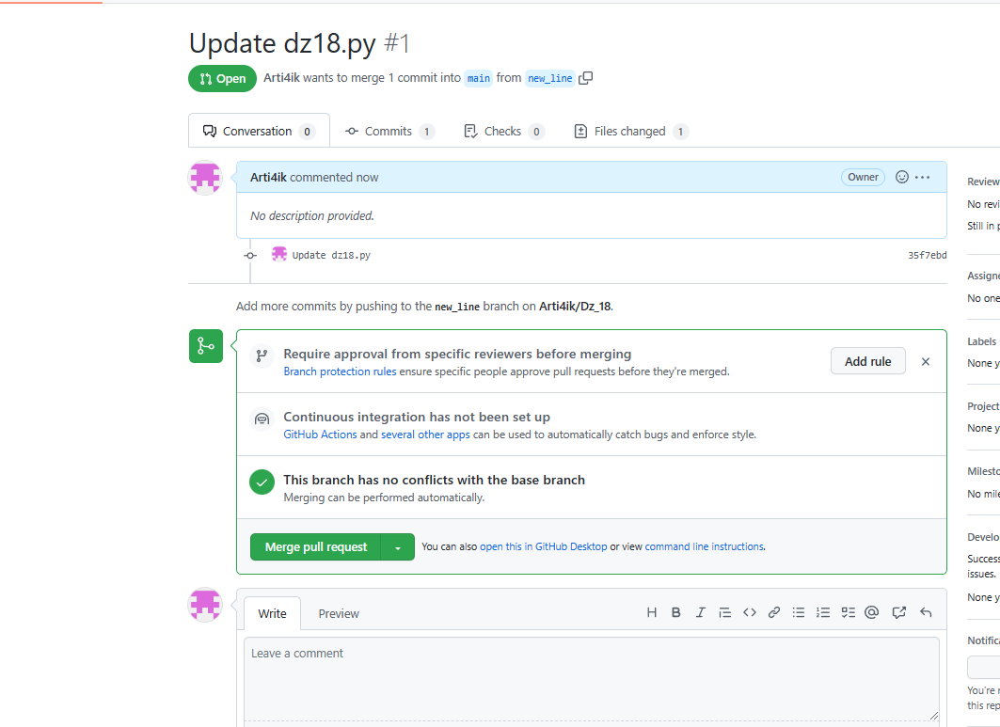 Update dz18.py #1
Open Arti4ik wants to merge 1 commit into main from new_line
Conversation 0 Commits 1 Checks 0 Files changed 1
Arti4ik commented now Owner
No description provided.
Update dz18.py 35f7ebd
Add more commits by pushing to the new_line branch on Arti4ik/Dz_18.
Require approval from specific reviewers before merging
Branch protection rules ensure specific people approve pull requests before they're merged.
Add rule
Continuous integration has not been set up
GitHub Actions and several other apps can be used to automatically catch bugs and enforce style.
This branch has no conflicts with the base branch
Merging can be performed automatically.
Merge pull request You can also open this in GitHub Desktop or view command line instructions.
Write Preview
Leave a comment
Review
No revi
Still in p
Assigne
No one
Labels
None y
Project
None y
Milesto
No mile
Develo
Success
issues.
None y
Notifica
You're r
this rep